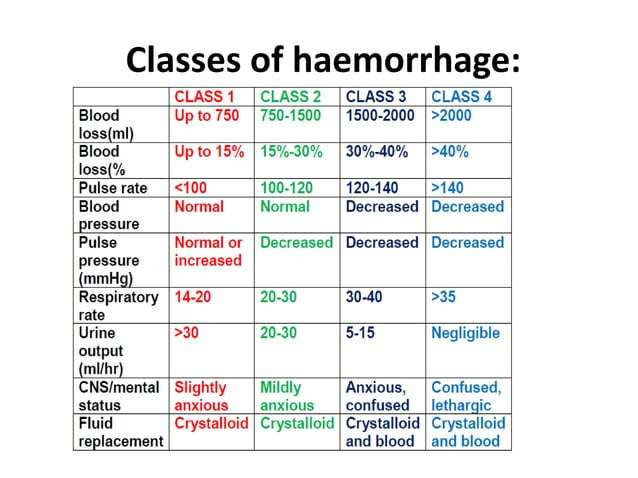 Classes of haemorrhage:
CLASS 1 CLASS 2 CLASS 3 CLASS 4
Blood loss(ml) Up to 750 750-1500 1500-2000 >2000
Blood loss(% Up to 15% 15%-30% 30%-40% >40%
Pulse rate <100 100-120 120-140 >140
Blood pressure Normal Normal Decreased Decreased
Pulse pressure (mmHg) Normal or increased Decreased Decreased Decreased
Respiratory rate 14-20 20-30 30-40 >35
Urine output (ml/hr) >30 20-30 5-15 Negligible
CNS/mental status Slightly anxious Mildly anxious Anxious, confused Confused, lethargic
Fluid replacement Crystalloid Crystalloid Crystalloid and blood Crystalloid and blood